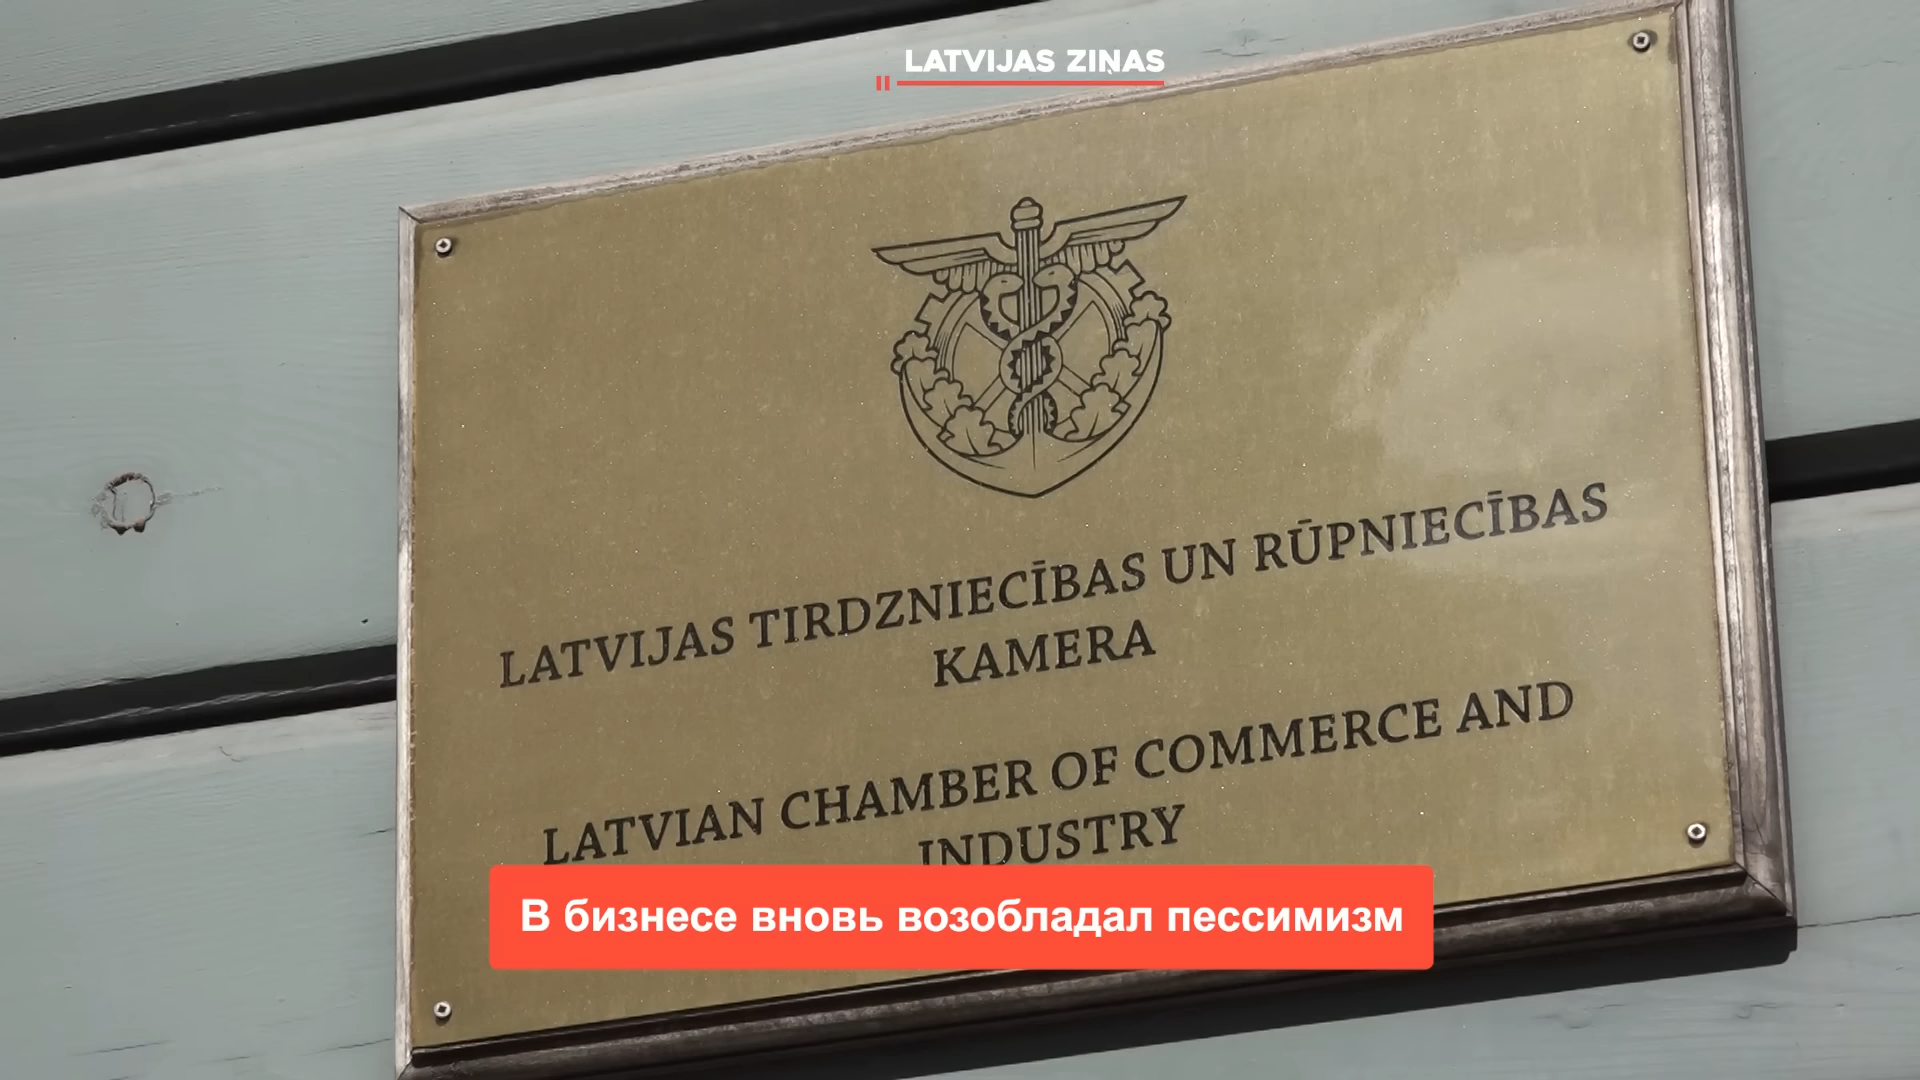 LATVIJAS ZIŅAS
LATVIJAS TIRDZNIECĪBAS UN RŪPNIECĪBAS
KAMERA
LATVIAN CHAMBER OF COMMERCE AND
INDUSTRY
В бизнесе вновь возобладал пессимизм